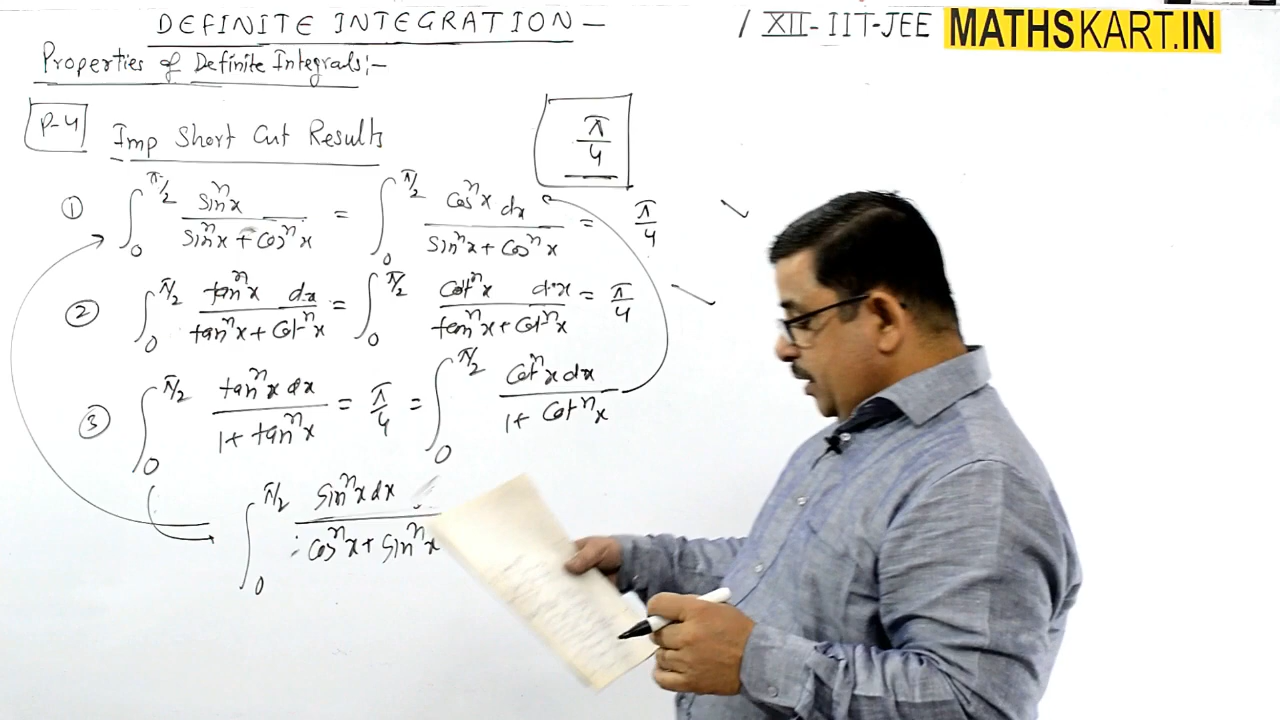 DEFINITE INTEGRATION – / XII - IIT-JEE MATHSKART.IN
Properties of Definite Integrals:-
P-4 Imp Short Cut Results π/4
① ∫₀^(π/2) sinⁿx / (sinⁿx + cosⁿx) = ∫₀^(π/2) cosⁿx dx / (sinⁿx + cosⁿx) = π/4
② ∫₀^(π/2) tanⁿx dx / (tanⁿx + cotⁿx) = ∫₀^(π/2) cotⁿx dx / (tanⁿx + cotⁿx) = π/4
③ ∫₀^(π/2) tanⁿx dx / (1 + tanⁿx) = π/4 = ∫₀^(π/2) cotⁿx dx / (1 + cotⁿx)
∫₀^(π/2) sinⁿx dx / (cosⁿx + sinⁿx)